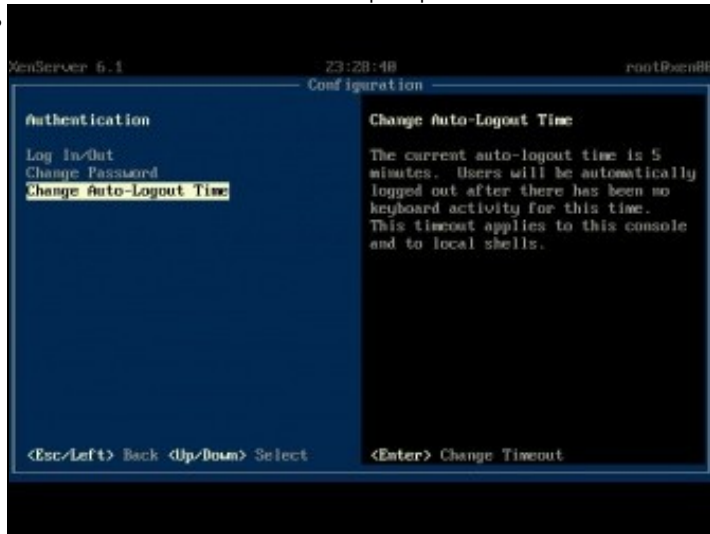 XenServer 6.1 23:28:40
Configuration
Authentication
Log In/Out
Change Password
Change Auto-Logout Time
<Esc/Left> Back <Up/Down> Select
Change Auto-Logout Time
The current auto-logout time is 5
minutes. Users will be automatically
logged out after there has been no
keyboard activity for this time.
This timeout applies to this console
and to local shells.
<Enter> Change Timeout